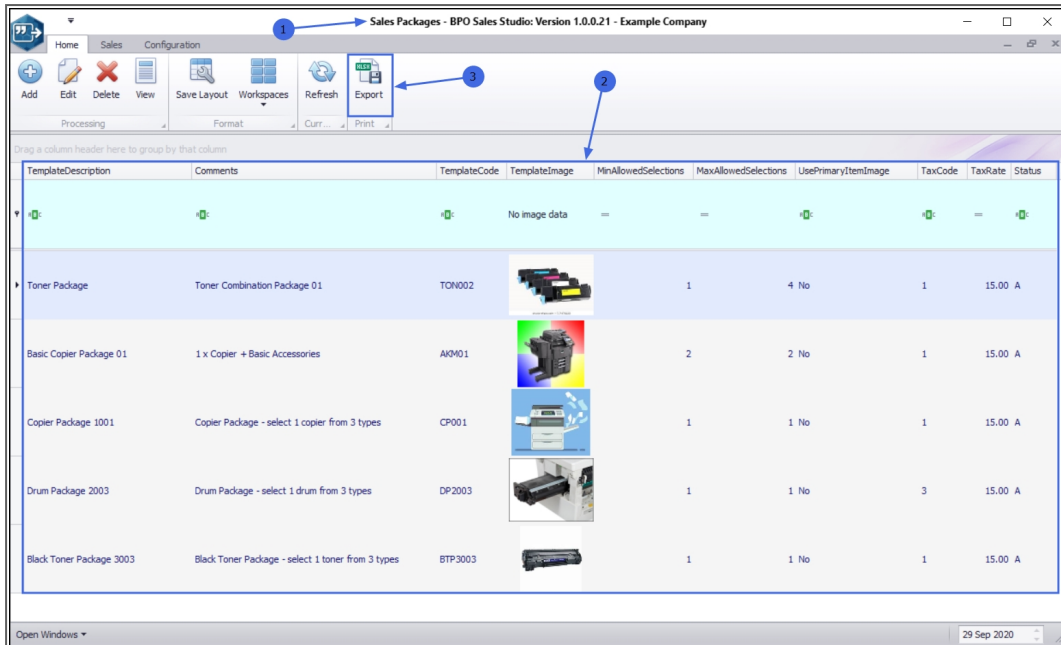 1
Sales Packages - BPO Sales Studio: Version 1.0.0.21 - Example Company
Home Sales Configuration
XLSX
Add Edit Delete View Save Layout Workspaces Refresh Export
3
2
Processing Format Curr... Print
Drag a column header here to group by that column
TemplateDescription Comments TemplateCode TemplateImage MinAllowedSelections MaxAllowedSelections UsePrimaryItemImage TaxCode TaxRate Status
No image data = = =
Toner Package Toner Combination Package 01 TON002 1 4 No 1 15.00 A
Basic Copier Package 01 1 x Copier + Basic Accessories AKM01 2 2 No 1 15.00 A
Copier Package 1001 Copier Package - select 1 copier from 3 types CP001 1 1 No 1 15.00 A
Drum Package 2003 Drum Package - select 1 drum from 3 types DP2003 1 1 No 3 15.00 A
Black Toner Package 3003 Black Toner Package - select 1 toner from 3 types BTP3003 1 1 No 1 15.00 A
Open Windows 29 Sep 2020